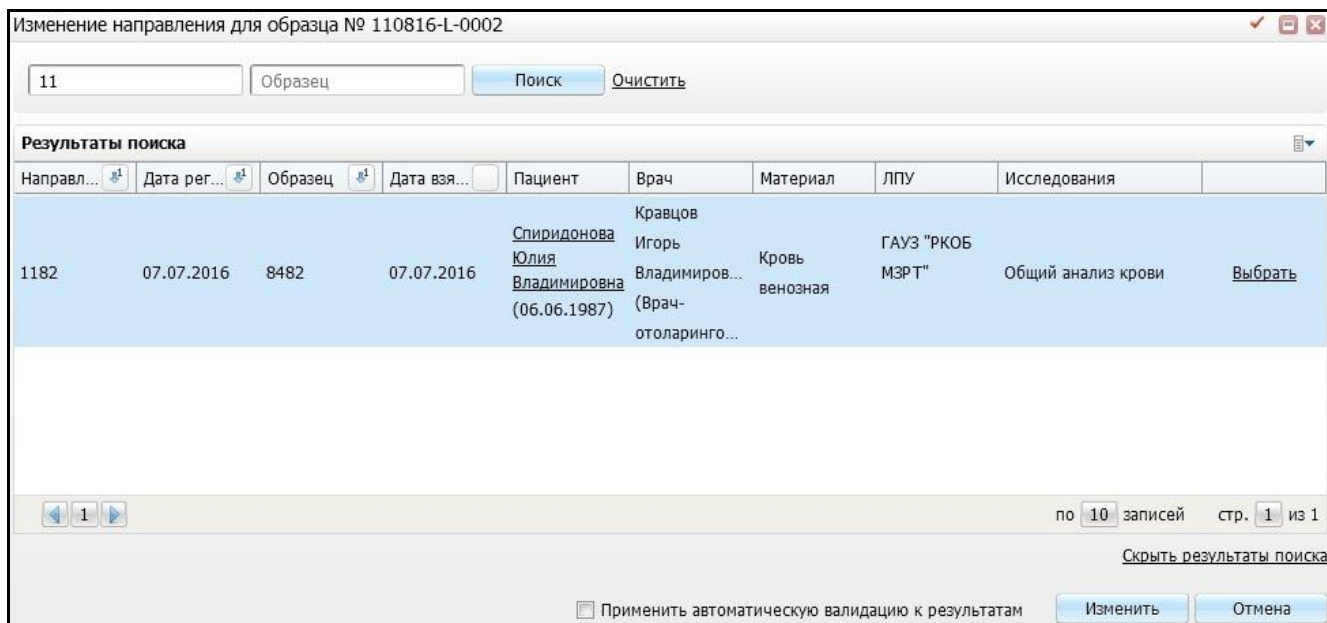 Изменение направления для образца № 110816-L-0002
11 Образец Поиск Очистить
Результаты поиска
Направл... 1 Дата рег... 1 Образец 1 Дата взя... Пациент Врач Материал ЛПУ Исследования
1182 07.07.2016 8482 07.07.2016
Спиридонова
Юлия
Владимировна
(06.06.1987)
Кравцов
Игорь
Владимиров...
(Врач-
отоларинго...
Кровь
венозная
ГАУЗ "РКОБ
МЗРТ"
Общий анализ крови
Выбрать
1
по 10 записей стр. 1 из 1
Скрыть результаты поиска
Применить автоматическую валидацию к результатам Изменить Отмена